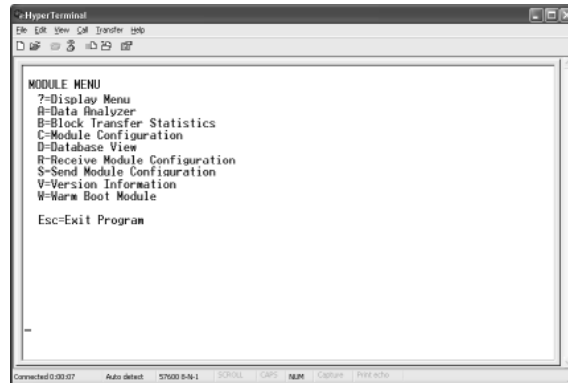 HyperTerminal
File Edit View Call Transfer Help
MODULE MENU
?=Display Menu
A=Data Analyzer
B=Block Transfer Statistics
C=Module Configuration
D=Database View
R=Receive Module Configuration
S=Send Module Configuration
V=Version Information
W=Warm Boot Module
Esc=Exit Program
Connected 0:00:07 Auto detect 57600 8-N-1 SCROLL CAPS NUM Capture Print echo